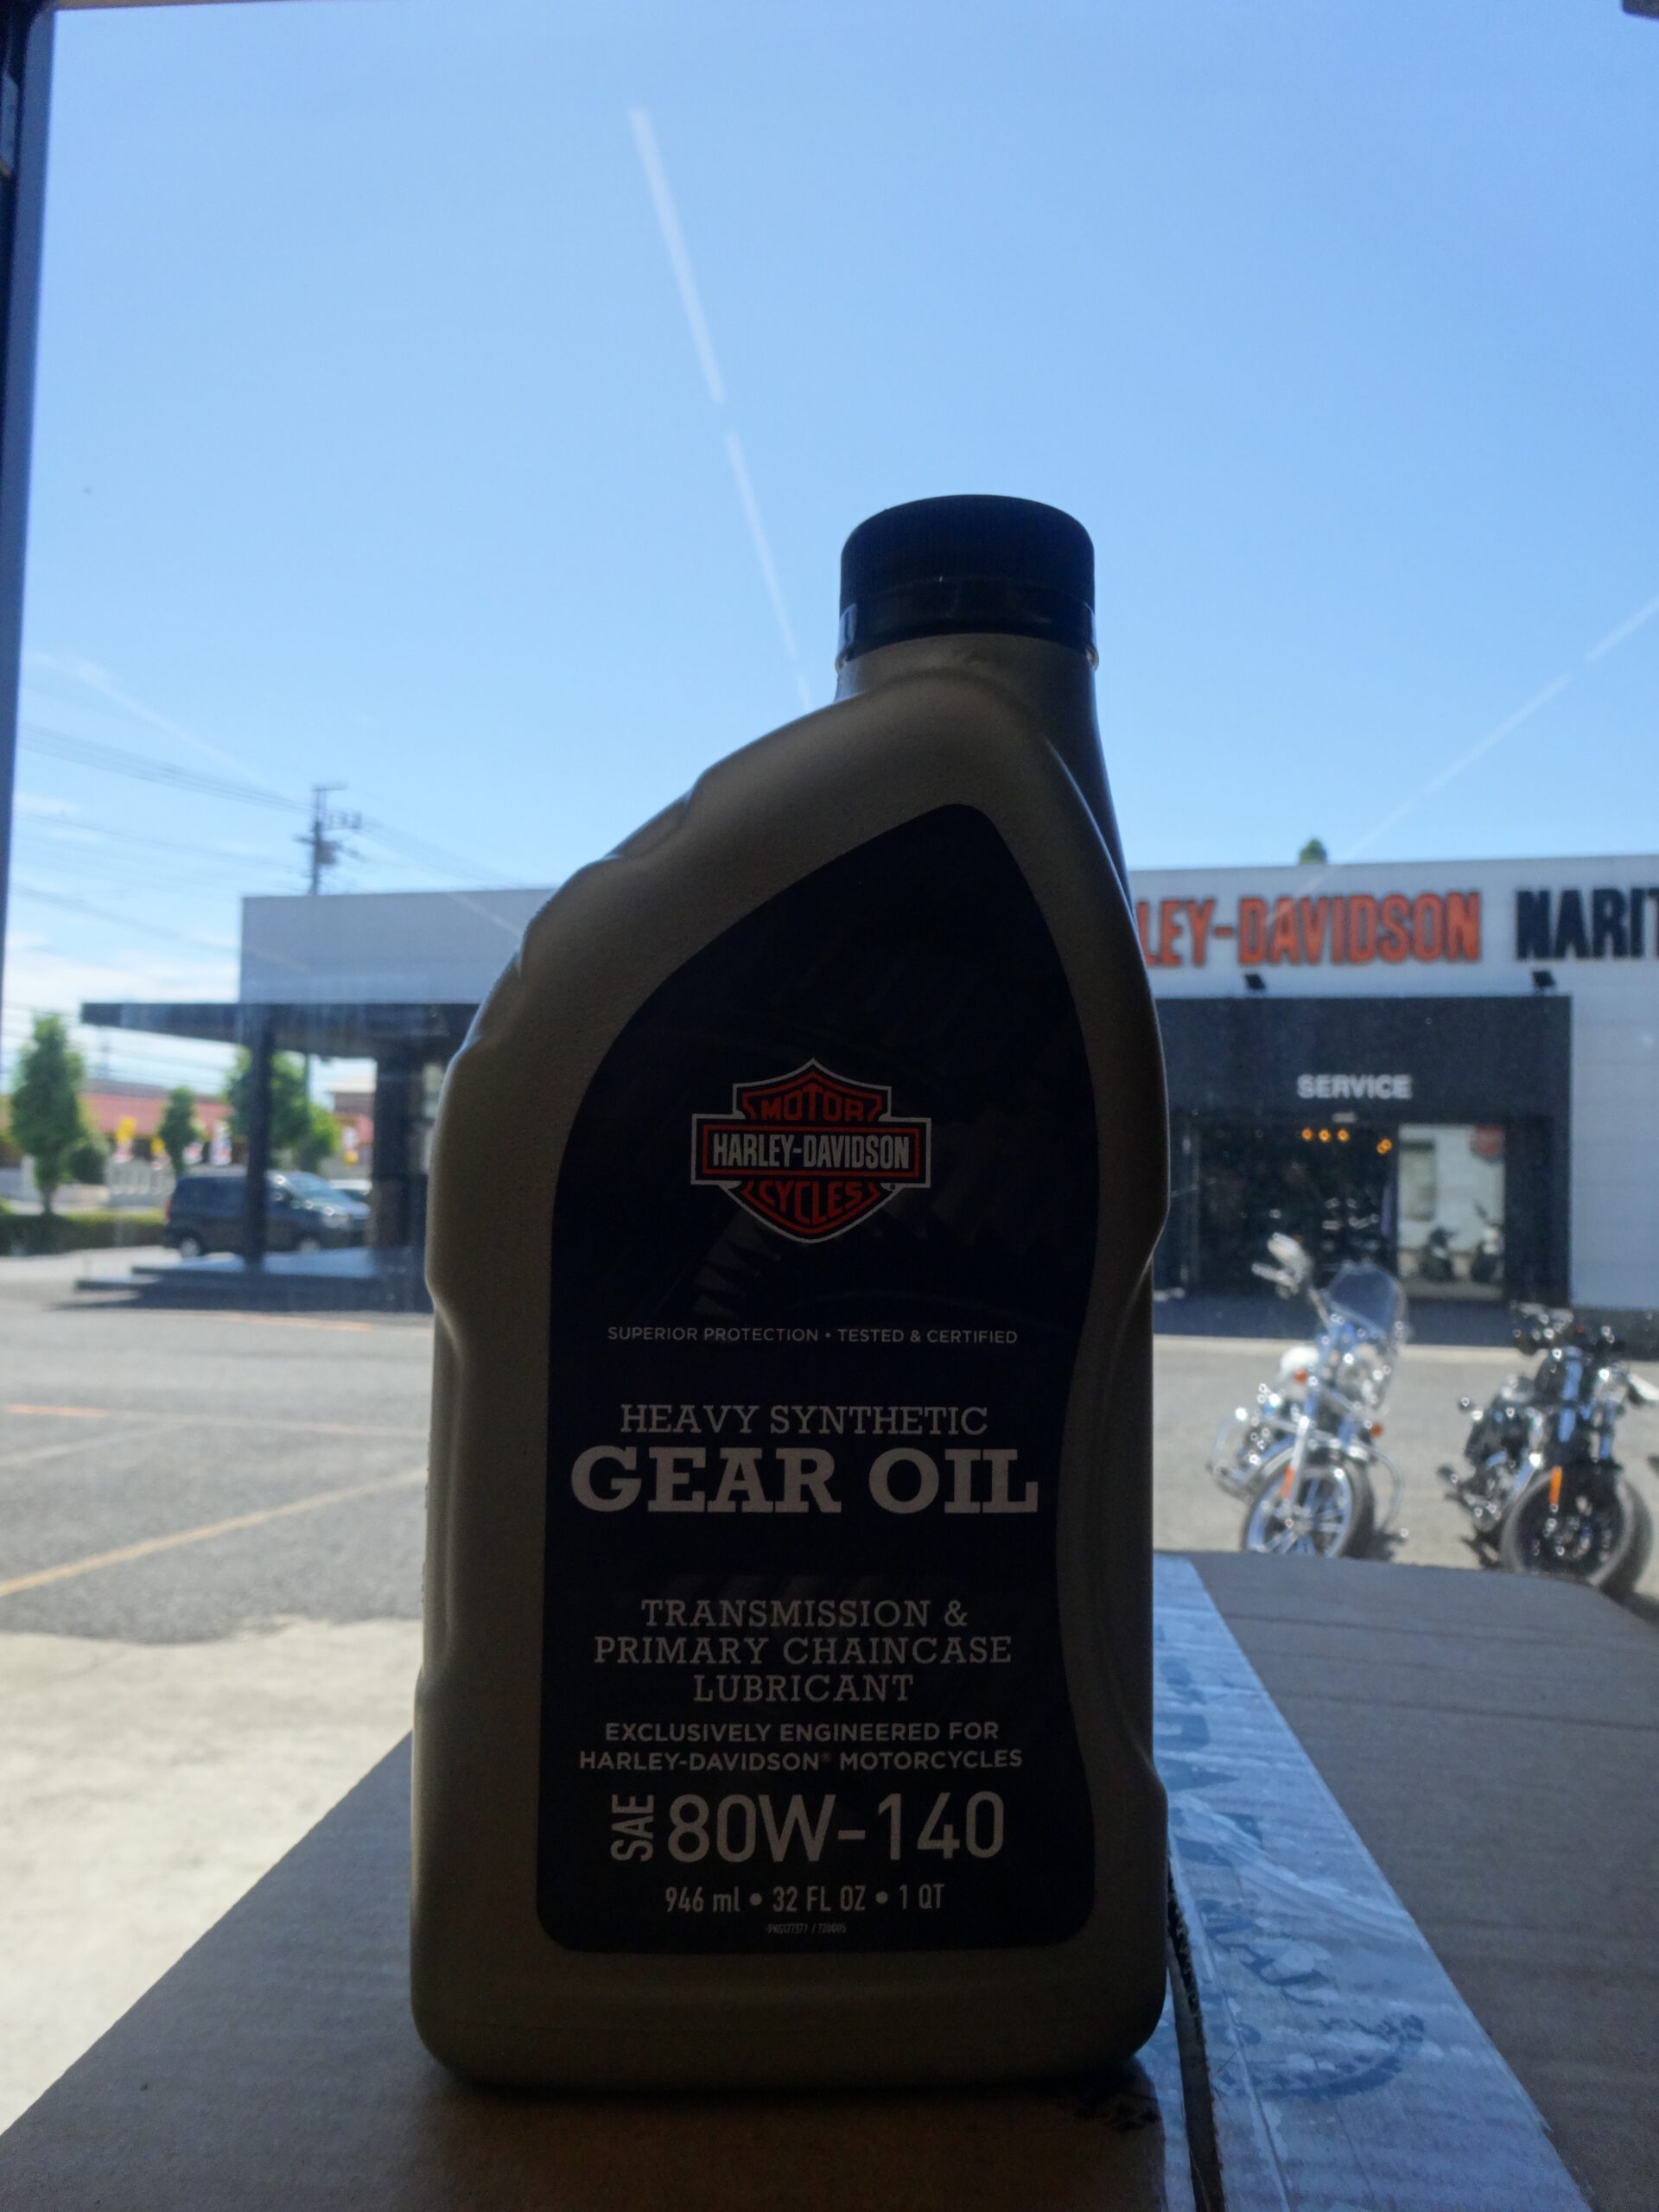 LEY-DAVIDSON NARIT
SERVICE
MOTOR
HARLEY-DAVIDSON
CYCLES
SUPERIOR PROTECTION • TESTED & CERTIFIED
HEAVY SYNTHETIC
GEAR OIL
TRANSMISSION &
PRIMARY CHAINCASE
LUBRICANT
EXCLUSIVELY ENGINEERED FOR
HARLEY-DAVIDSON® MOTORCYCLES
SAE 80W-140
946 ml • 32 FL OZ • 1 QT